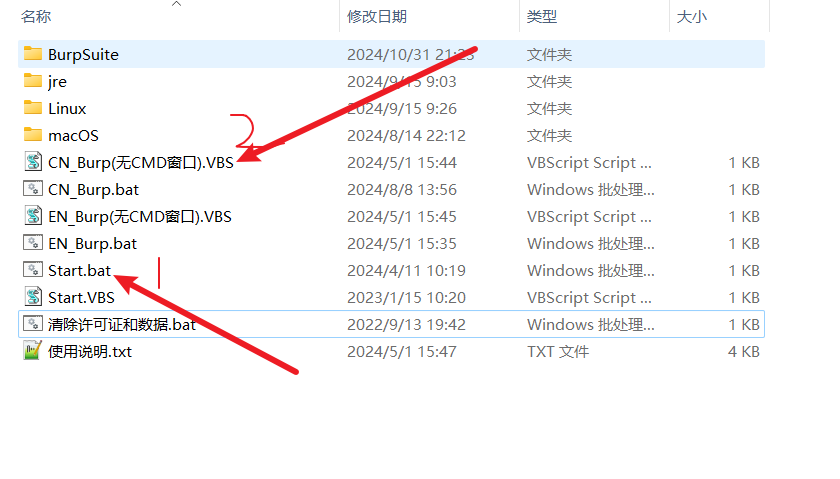 名称 修改日期 类型 大小
BurpSuite 2024/10/31 21:23 文件夹
jre 2024/9/15 9:03 文件夹
Linux 2024/9/15 9:26 文件夹
macOS 2024/8/14 22:12 文件夹
2
CN_Burp(无CMD窗口).VBS 2024/5/1 15:44 VBScript Script ... 1 KB
CN_Burp.bat 2024/8/8 13:56 Windows 批处理... 1 KB
EN_Burp(无CMD窗口).VBS 2024/5/1 15:45 VBScript Script ... 1 KB
EN_Burp.bat 2024/5/1 15:35 Windows 批处理... 1 KB
Start.bat 1 2024/4/11 10:19 Windows 批处理... 1 KB
Start.VBS 2023/1/15 10:20 VBScript Script ... 1 KB
清除许可证和数据.bat 2022/9/13 19:42 Windows 批处理... 1 KB
使用说明.txt 2024/5/1 15:47 TXT 文件 4 KB